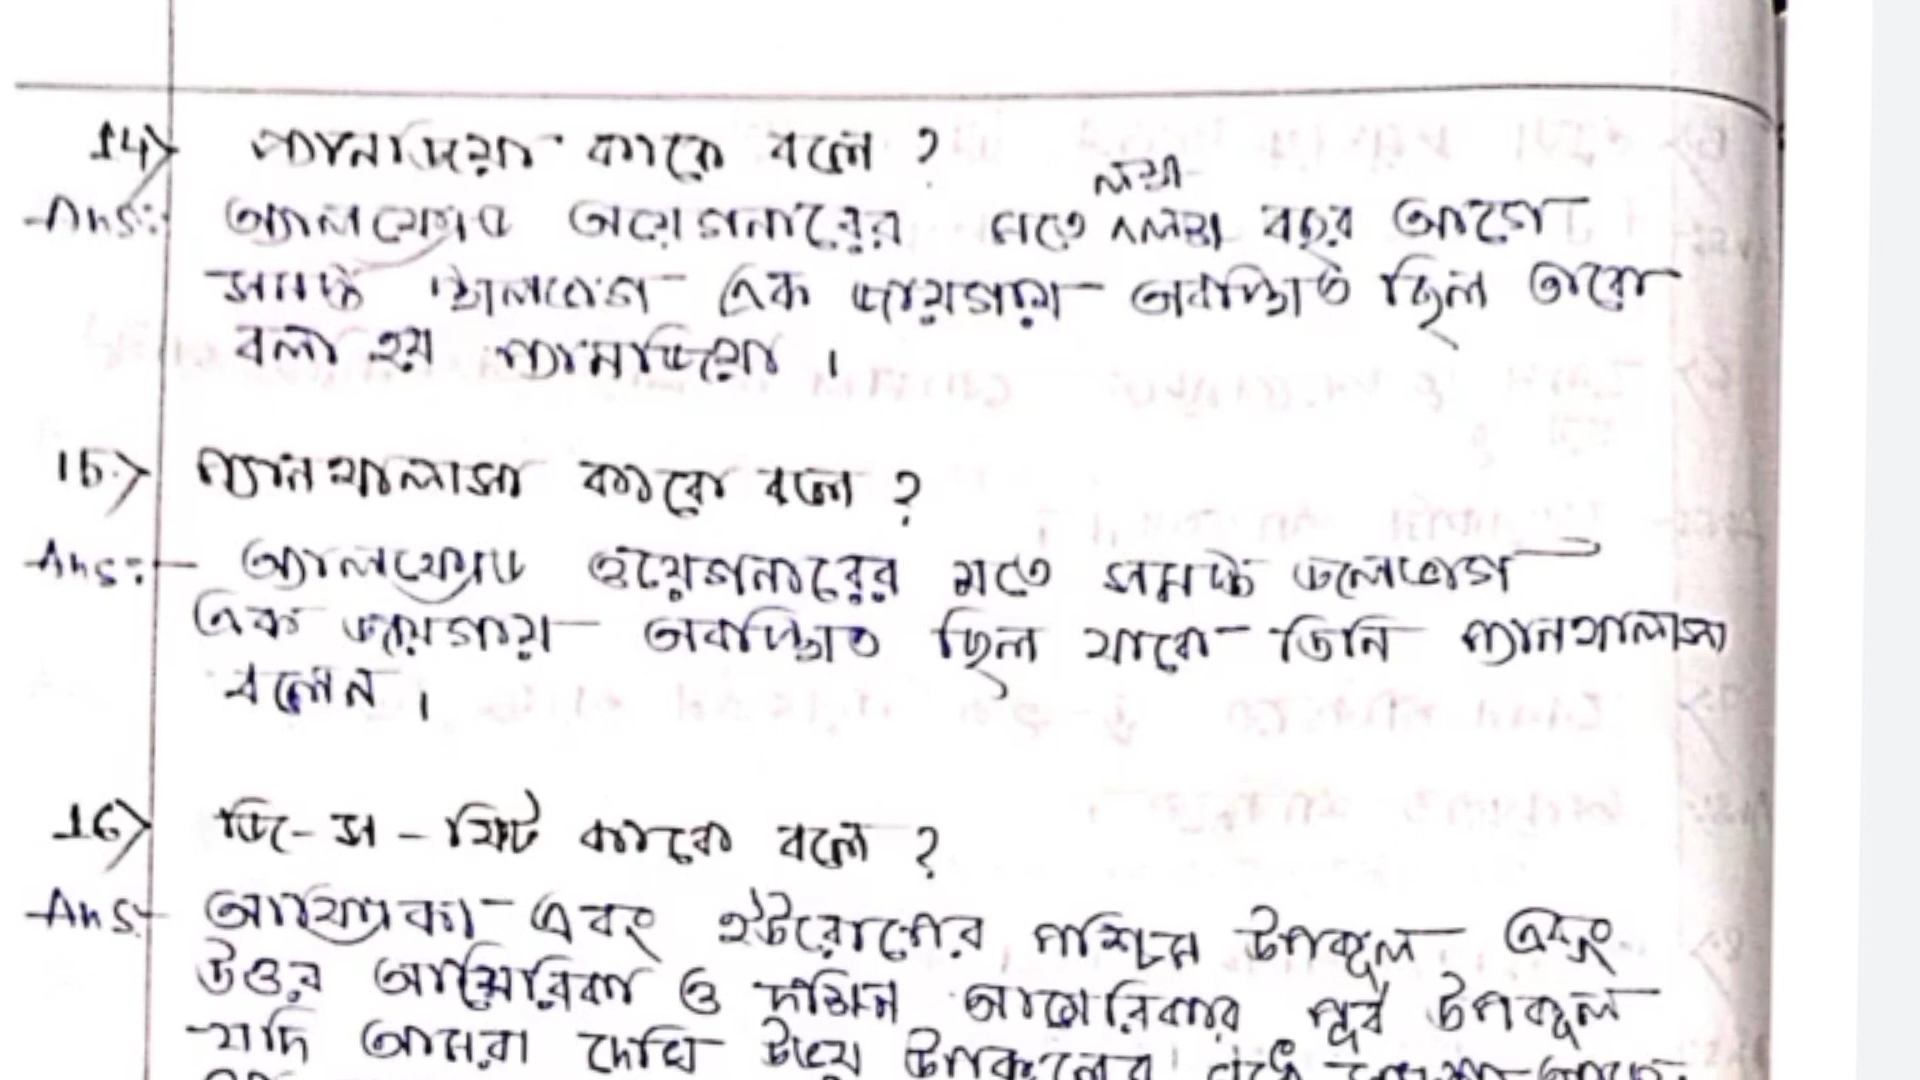 14> প্যানজিয়া কাকে বলে ?
লক্ষ
Ans:- আলফ্রেড ওয়েগনারের মতে বছর আগে
সমস্ত স্থলভাগ এক জায়গায় অবস্থিত ছিল তাকে
বলা হয় প্যানজিয়া ।
15> প্যানথালাসা কাকে বলে ?
Ans:- আলফ্রেড ওয়েগনারের মতে সমস্ত জলভাগ
এক জায়গায় অবস্থিত ছিল যাকে তিনি প্যানথালাসা
বলেন ।
16> জিগ-স-ফিট কাকে বলে ?
Ans:- আফ্রিকা এবং ইউরোপের পশ্চিম উপকূল এবং
উত্তর আমেরিকা ও দক্ষিন আমেরিকার পূর্ব উপকূল
যদি আমরা দেখি উভয় উপকূলের